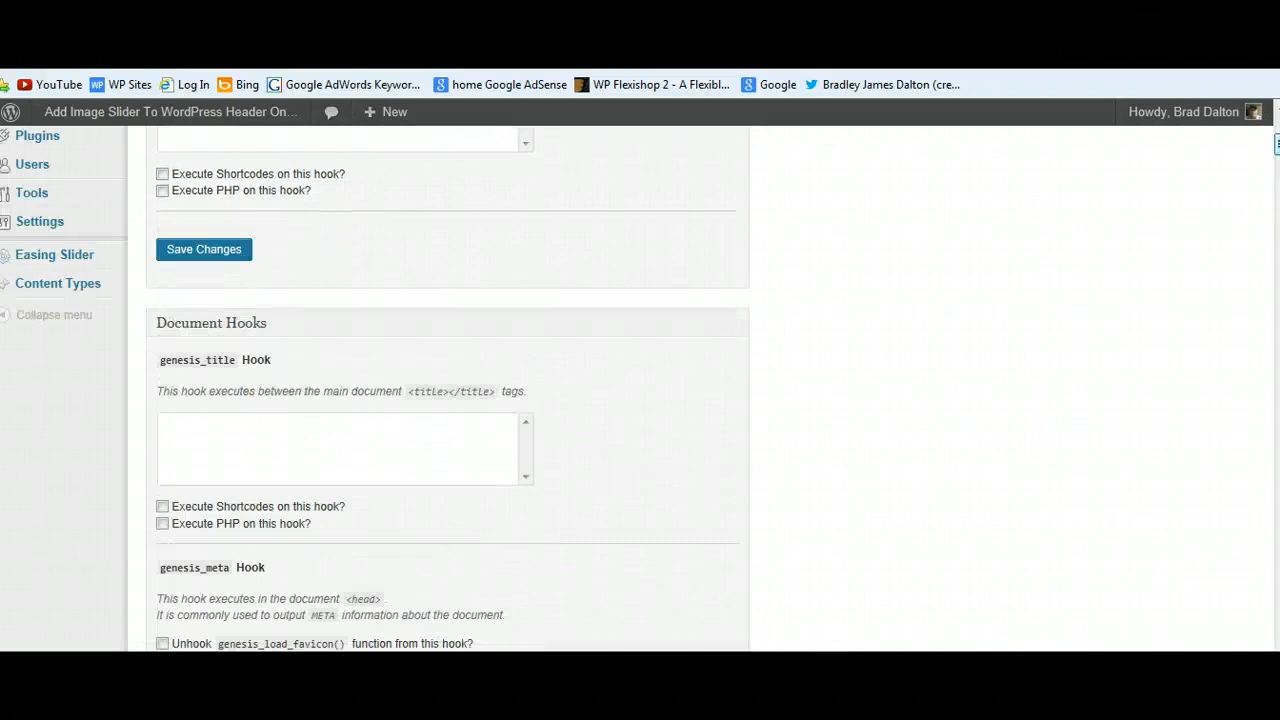 YouTube WP Sites Log In Bing Google AdWords Keywor... home Google AdSense WP Flexishop 2 - A Flexibl... Google Bradley James Dalton (cre...
Add Image Slider To WordPress Header On... New Howdy, Brad Dalton
Plugins
Users
Tools
Settings
Easing Slider
Content Types
Collapse menu
Execute Shortcodes on this hook?
Execute PHP on this hook?
Save Changes
Document Hooks
genesis_title Hook
This hook executes between the main document <title></title> tags.
Execute Shortcodes on this hook?
Execute PHP on this hook?
genesis_meta Hook
This hook executes in the document <head>.
It is commonly used to output META information about the document.
Unhook genesis_load_favicon() function from this hook?